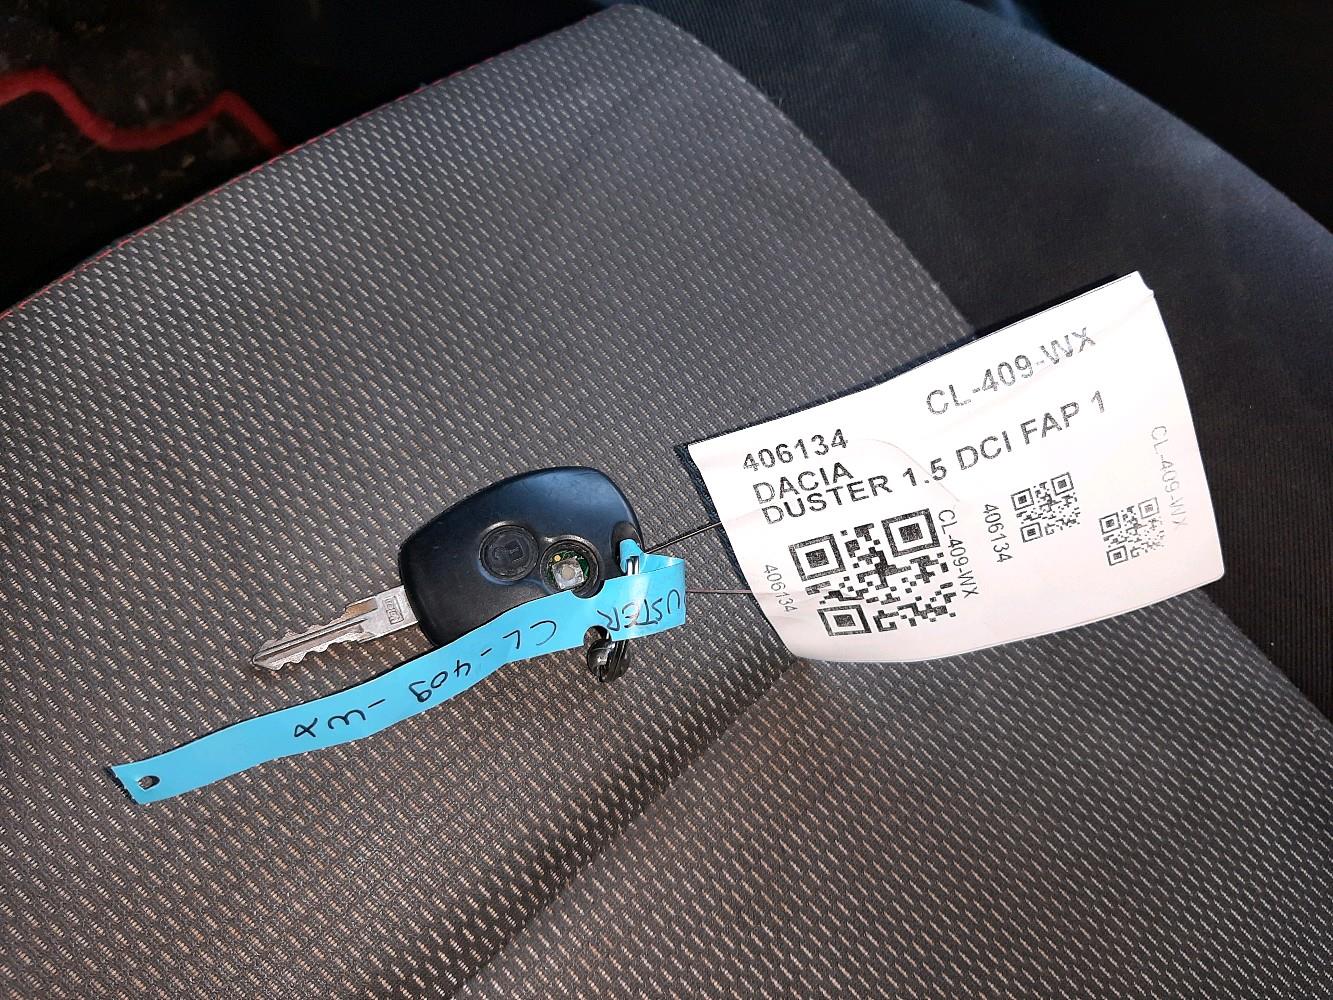 CL-409-WX
406134
DACIA
DUSTER 1.5 DCI FAP 1
406134
CL-409-WX
406134
CL-409-WX
USTER
CL-409-WX